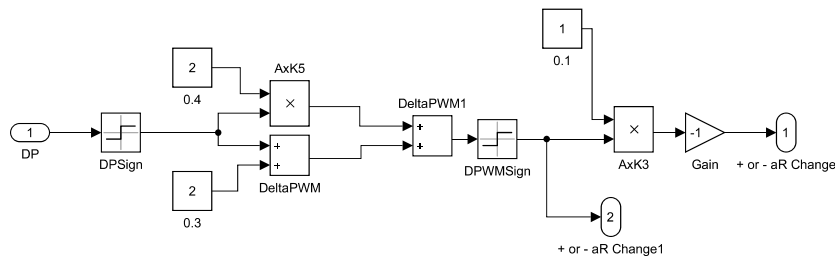 1
DP
DPSign
2
0.4
AxK5
×
2
0.3
+
+
DeltaPWM
DeltaPWM1
+
+
DPWMSign
1
0.1
×
AxK3
-1
Gain
1
+ or - aR Change
2
+ or - aR Change1